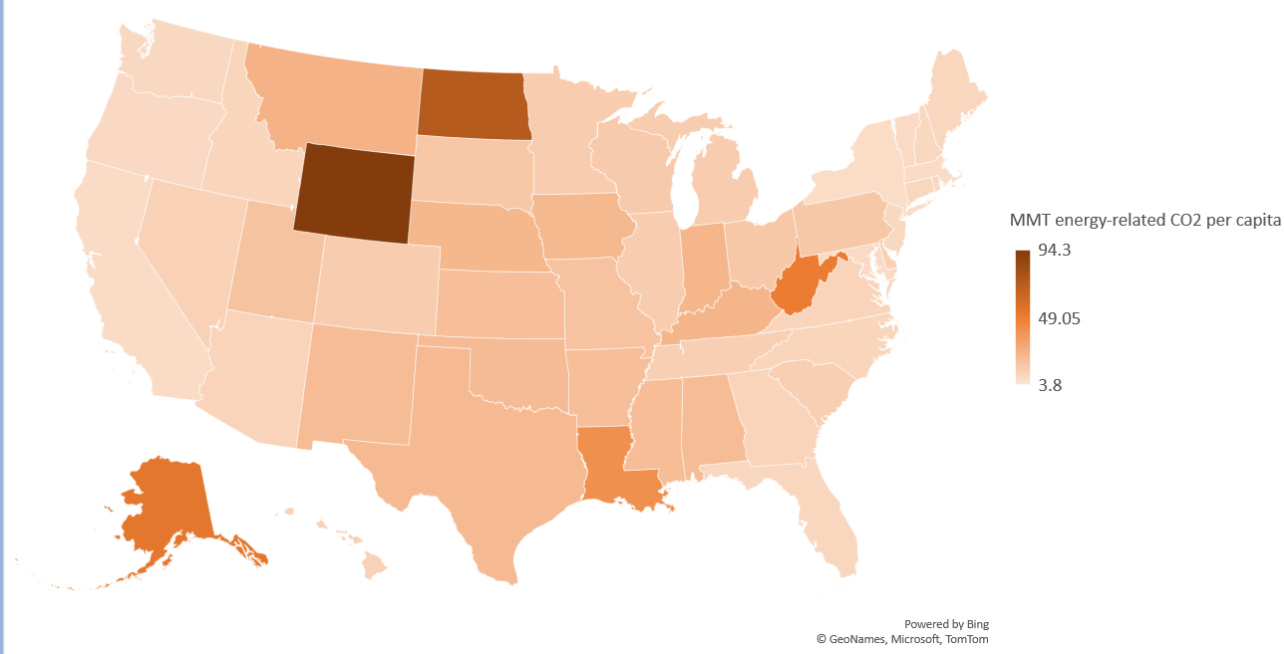 MMT energy-related CO2 per capita
94.3
49.05
3.8
Powered by Bing
© GeoNames, Microsoft, TomTom